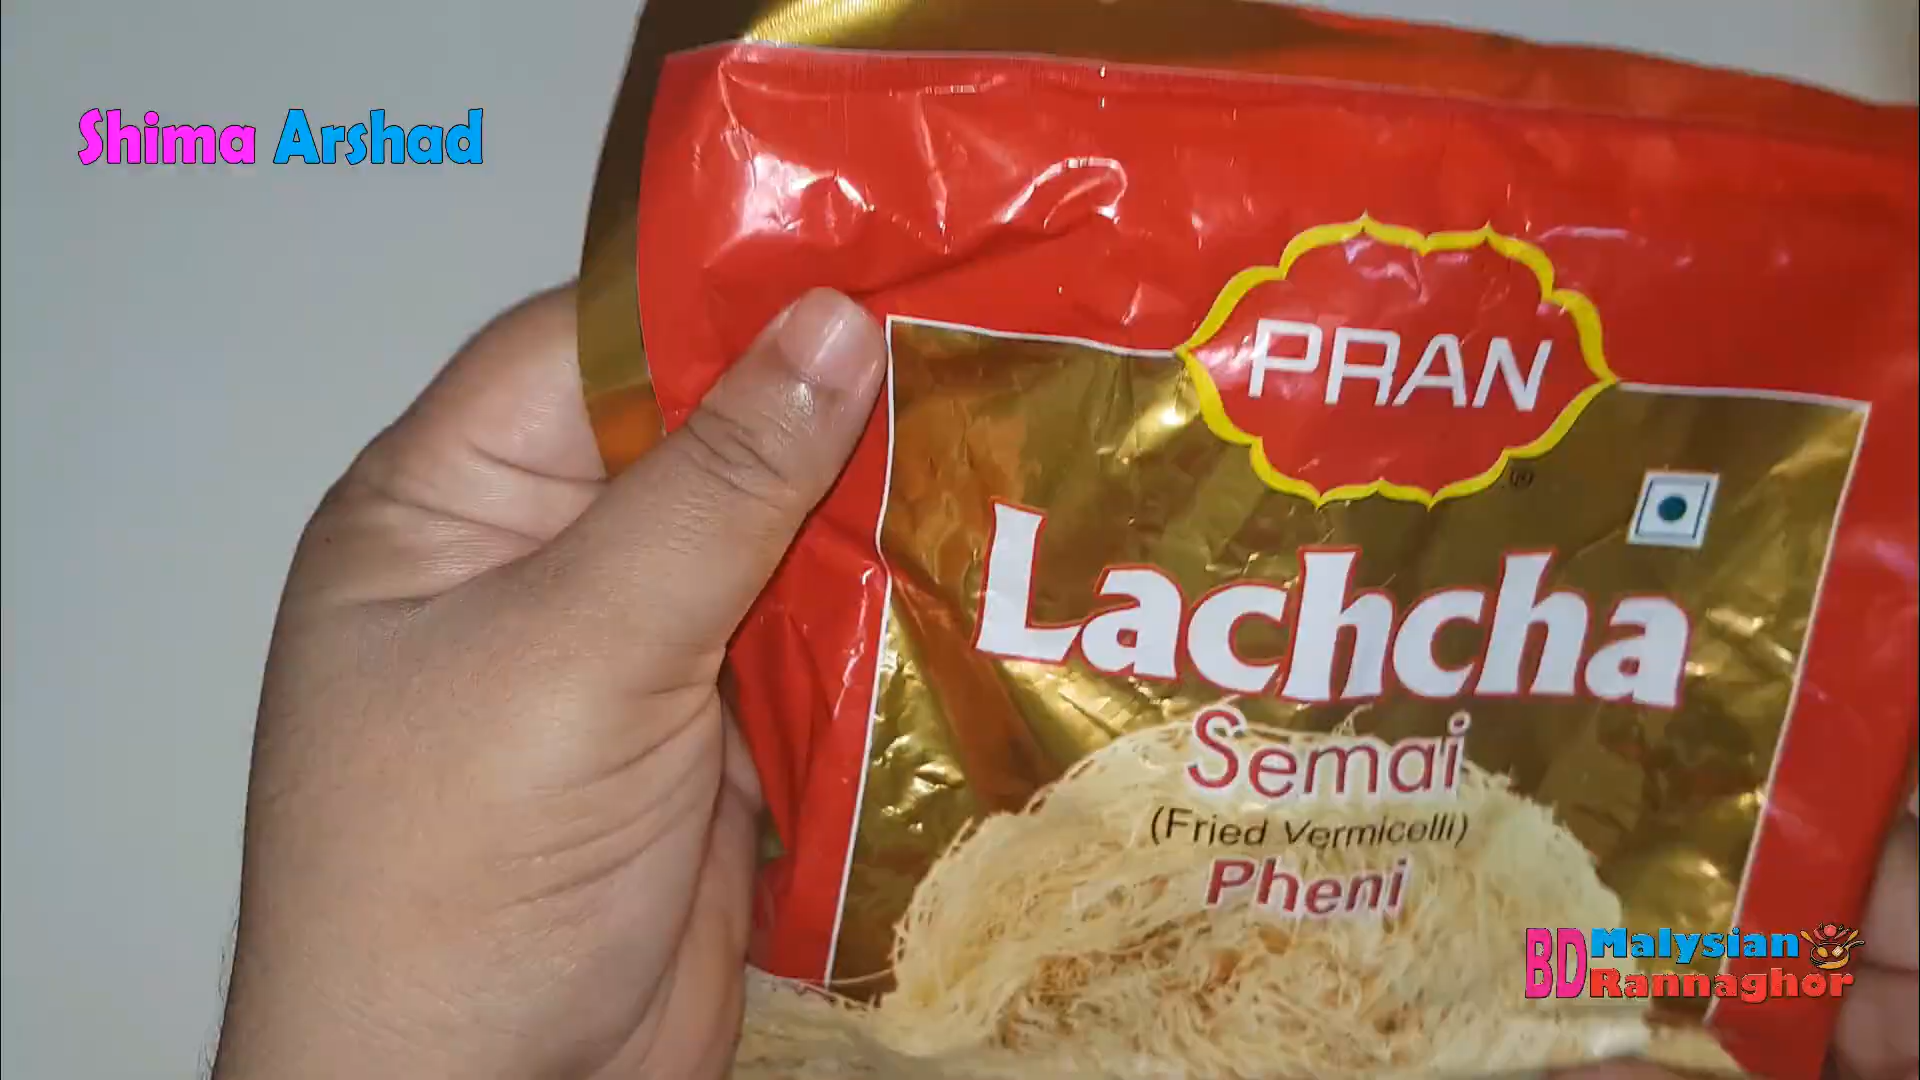 Shima Arshad
PRAN
Lachcha
Semai
(Fried Vermicelli)
Pheni
BD Malysian
Rannaghor